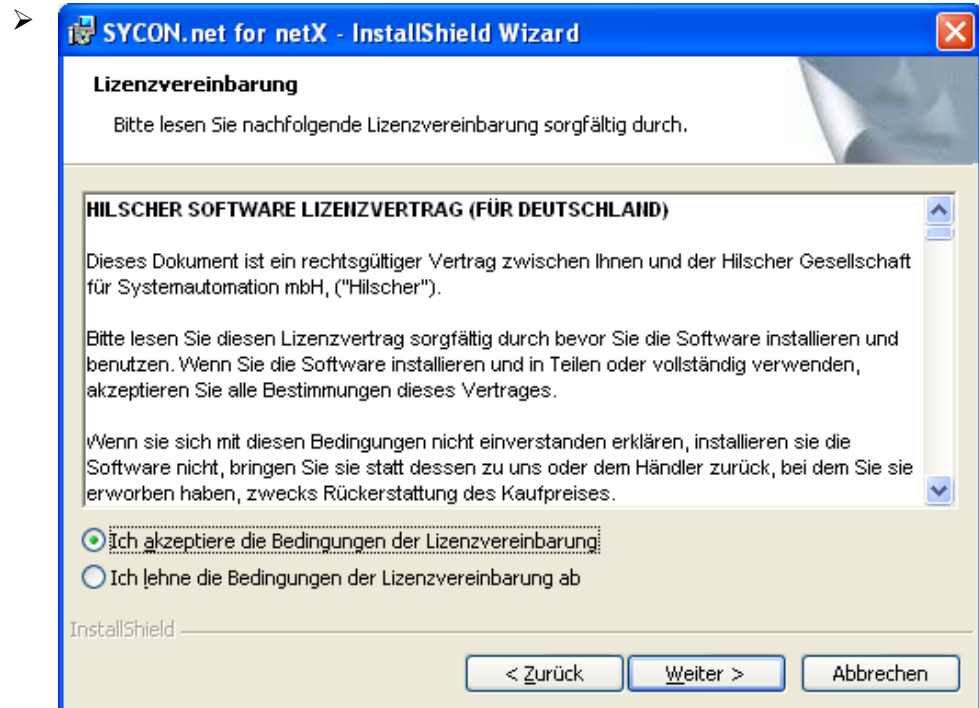 SYCON.net for netX - InstallShield Wizard
Lizenzvereinbarung
Bitte lesen Sie nachfolgende Lizenzvereinbarung sorgfältig durch.
HILSCHER SOFTWARE LIZENZVERTRAG (FÜR DEUTSCHLAND)
Dieses Dokument ist ein rechtsgültiger Vertrag zwischen Ihnen und der Hilscher Gesellschaft
für Systemautomation mbH, ("Hilscher").
Bitte lesen Sie diesen Lizenzvertrag sorgfältig durch bevor Sie die Software installieren und
benutzen. Wenn Sie die Software installieren und in Teilen oder vollständig verwenden,
akzeptieren Sie alle Bestimmungen dieses Vertrages.
Wenn sie sich mit diesen Bedingungen nicht einverstanden erklären, installieren sie die
Software nicht, bringen Sie sie statt dessen zu uns oder dem Händler zurück, bei dem Sie sie
erworben haben, zwecks Rückerstattung des Kaufpreises.
Ich akzeptiere die Bedingungen der Lizenzvereinbarung
Ich lehne die Bedingungen der Lizenzvereinbarung ab
InstallShield
< Zurück Weiter > Abbrechen